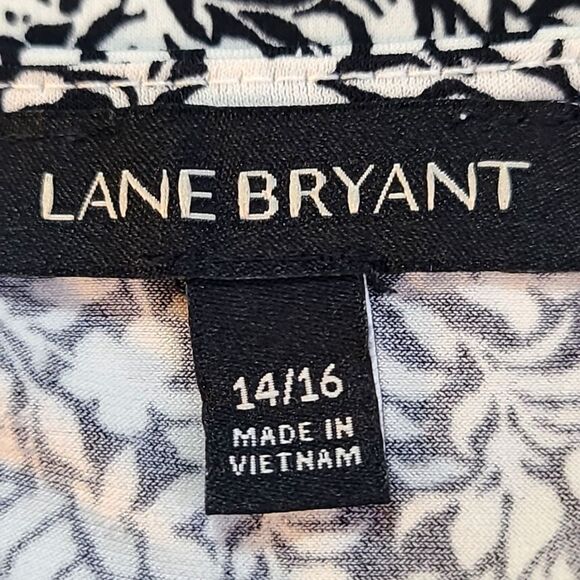 LANE BRYANT
14/16
MADE IN
VIETNAM